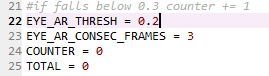 21 #if falls below 0.3 counter += 1
22 EYE_AR_THRESH = 0.2
23 EYE_AR_CONSEC_FRAMES = 3
24 COUNTER = 0
25 TOTAL = 0